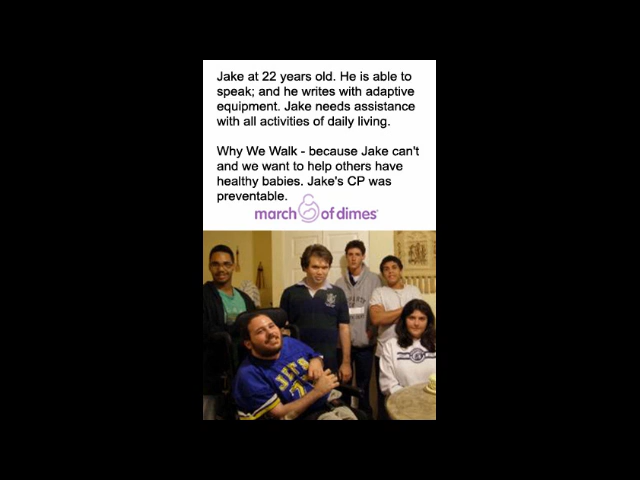 Jake at 22 years old. He is able to
speak; and he writes with adaptive
equipment. Jake needs assistance
with all activities of daily living.
Why We Walk - because Jake can't
and we want to help others have
healthy babies. Jake's CP was
preventable.
march of dimes
JETS